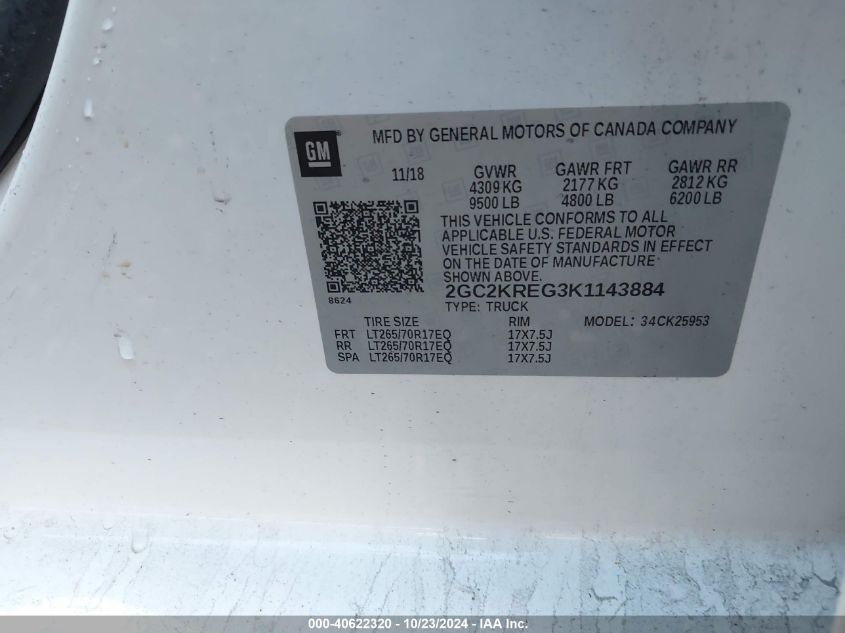 GM
MFD BY GENERAL MOTORS OF CANADA COMPANY
11/18 GVWR GAWR FRT GAWR RR
4309 KG 2177 KG 2812 KG
9500 LB 4800 LB 6200 LB
THIS VEHICLE CONFORMS TO ALL
APPLICABLE U.S. FEDERAL MOTOR
VEHICLE SAFETY STANDARDS IN EFFECT
ON THE DATE OF MANUFACTURE
SHOWN ABOVE.
2GC2KREG3K1143884
8624
TYPE: TRUCK
TIRE SIZE RIM MODEL: 34CK25953
FRT LT265/70R17EQ 17X7.5J
RR LT265/70R17EQ 17X7.5J
SPA LT265/70R17EQ 17X7.5J
000-40622320 - 10/23/2024 - IAA Inc.